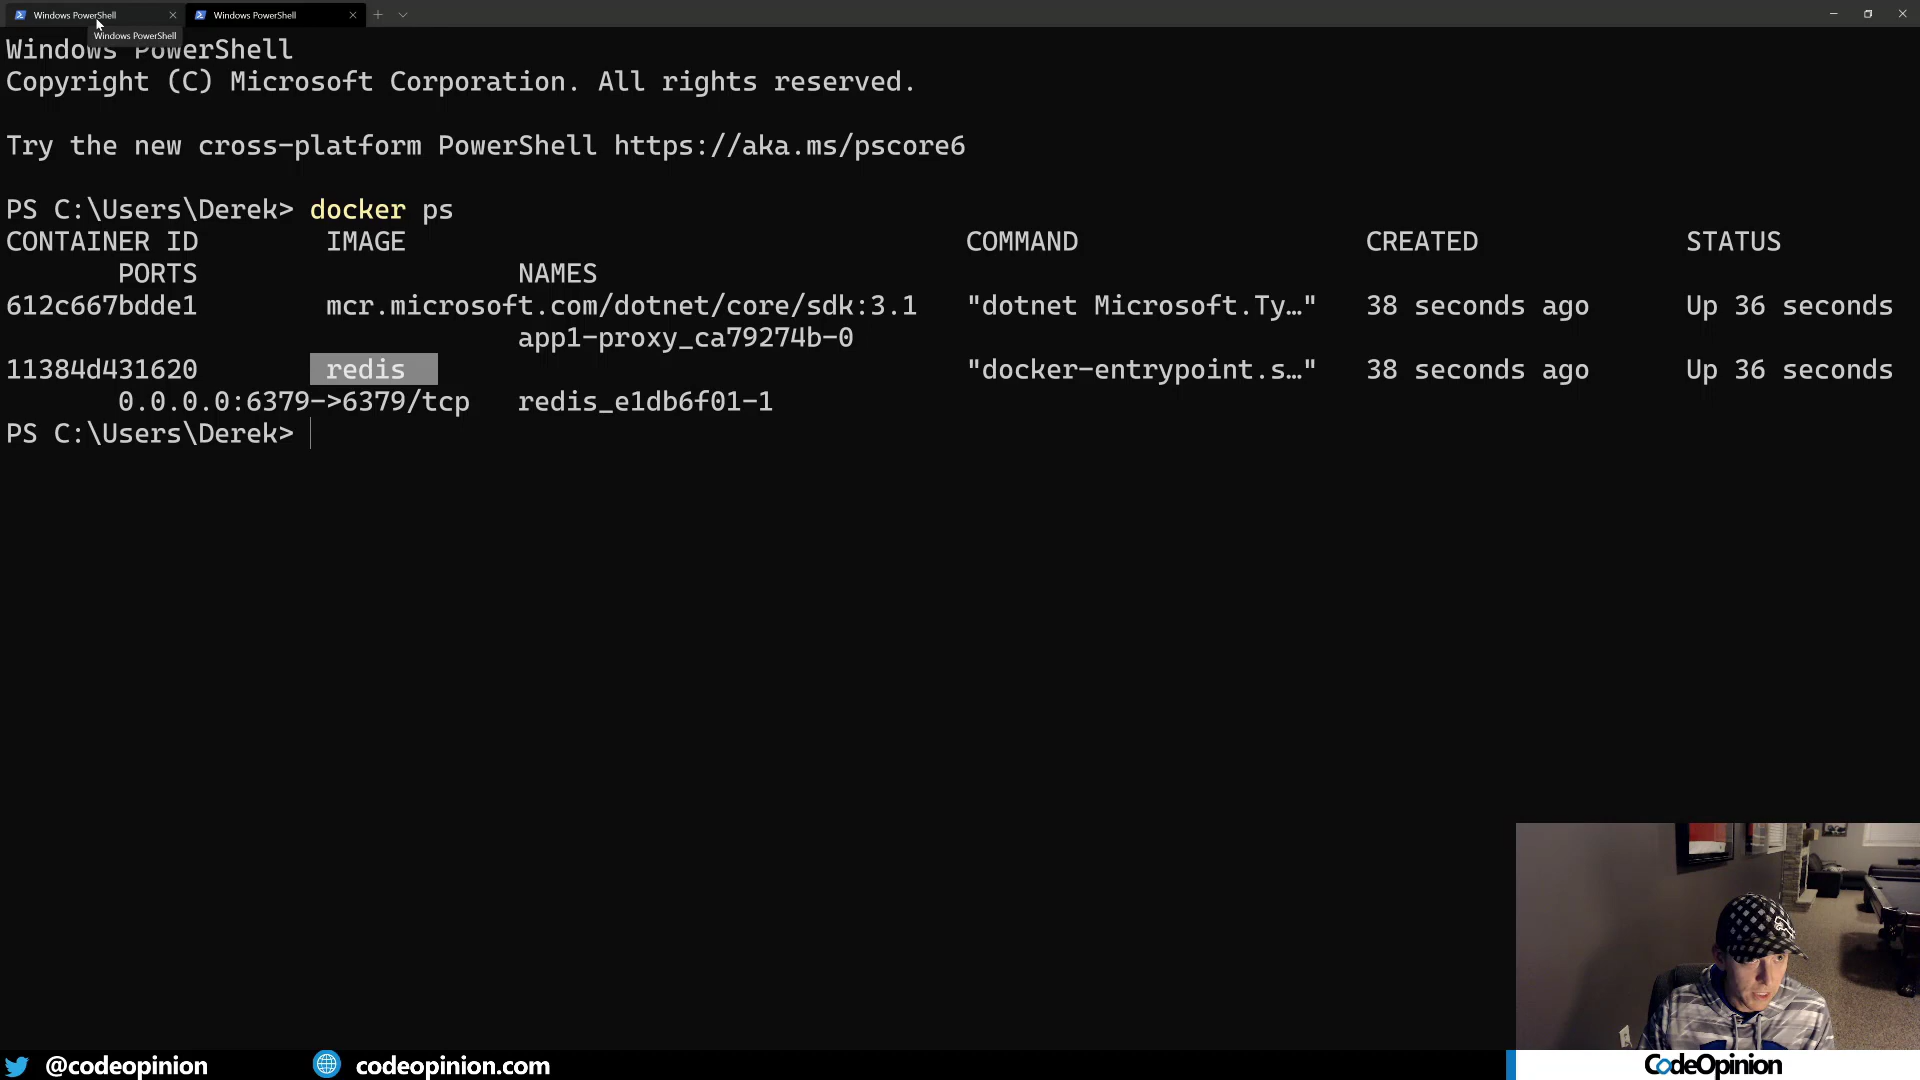 Windows PowerShell
Windows PowerShell
Windows PowerShell
Windows PowerShell
Copyright (C) Microsoft Corporation. All rights reserved.
Try the new cross-platform PowerShell https://aka.ms/pscore6
PS C:\Users\Derek> docker ps
CONTAINER ID IMAGE COMMAND CREATED STATUS
PORTS NAMES
612c667bdde1 mcr.microsoft.com/dotnet/core/sdk:3.1 "dotnet Microsoft.Ty…" 38 seconds ago Up 36 seconds
app1-proxy_ca79274b-0
11384d431620 redis "docker-entrypoint.s…" 38 seconds ago Up 36 seconds
0.0.0.0:6379->6379/tcp redis_e1db6f01-1
PS C:\Users\Derek>
@codeopinion codeopinion.com CodeOpinion